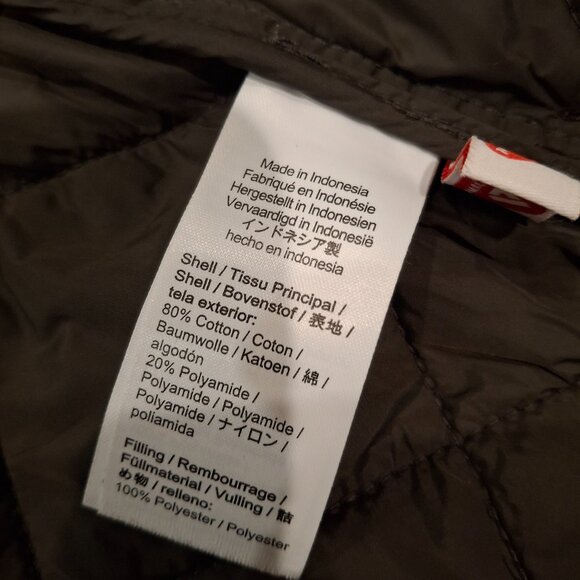 Made in Indonesia
Fabriqué en Indonésie
Hergestellt in Indonesien
Vervaardigd in Indonesië
インドネシア製
hecho en indonesia
Shell / Tissu Principal /
Shell / Bovenstof / 表地 /
tela exterior:
80% Cotton / Coton /
Baumwolle / Katoen / 綿 /
algodón
20% Polyamide /
Polyamide / Polyamide /
Polyamide / ナイロン /
poliamida
Filling / Rembourrage /
Füllmaterial / Vulling / 詰
め物 / relleno:
100% Polyester / Polyester